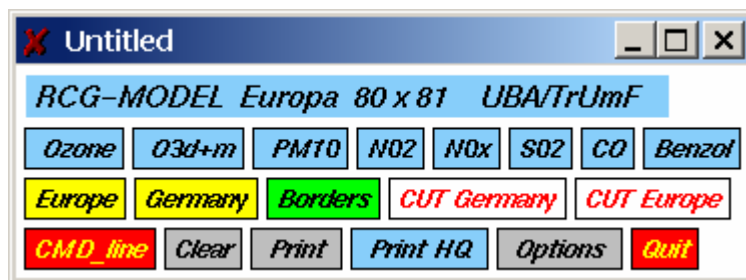 Untitled
RCG-MODEL Europa 80 x 81 UBA/TrUmF
Ozone O3d+m PM10 NO2 NOx SO2 CO Benzol
Europe Germany Borders CUT Germany CUT Europe
CMD_line Clear Print Print HQ Options Quit